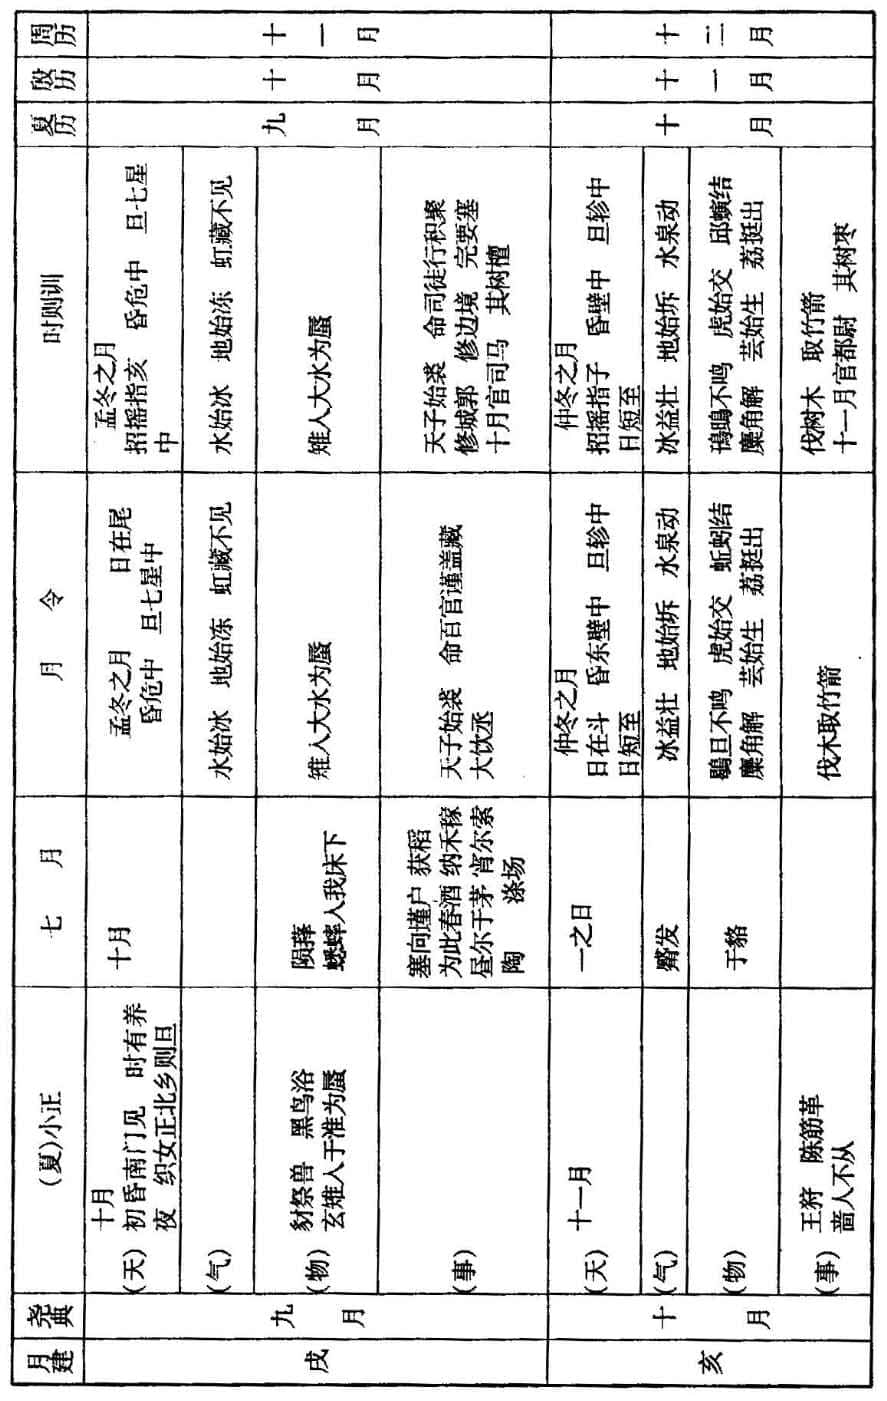 月建
尧典
(夏)小正
七 月
月 令
时则训
夏历
殷历
周历
戌
九月
(天)
十月
初昏南门见 时有养
夜 织女正北乡则旦
十月
孟冬之月 日在尾
昏危中 旦七星中
孟冬之月
招摇指亥 昏危中 旦七星
中
九月
十月
十一月
(气)
水始冰 地始冻 虹藏不见
水始冰 地始冻 虹藏不见
(物)
豺祭兽 黑鸟浴
玄雉入于淮为蜃
陨萚
蟋蟀入我床下
雉入大水为蜃
雉入大水为蜃
(事)
塞向墐户 获稻
为此春酒 纳禾稼
昼尔于茅 宵尔索
陶 涤场
天子始裘 命百官谨盖藏
大饮丞
天子始裘 命司徒行积聚
修城郭 修边境 完要塞
十月官司马 其树檀
亥
十月
(天)
十一月
一之日
仲冬之月
日在斗 昏东壁中 旦轸中
日短至
仲冬之月
招摇指子 昏壁中 旦轸中
日短至
十月
十一月
十二月
(气)
觱发
冰益壮 地始坼 水泉动
冰益壮 地始坼 水泉动
(物)
于貉
鶡旦不鸣 虎始交 蚯蚓结
麋角解 芸始生 荔挺出
鳱鴠不鸣 虎始交 邱螾结
麋角解 芸始生 荔挺出
(事)
王狩 陈筋革
啬人不从
伐木取竹箭
伐树木 取竹箭
十一月官都尉 其树枣